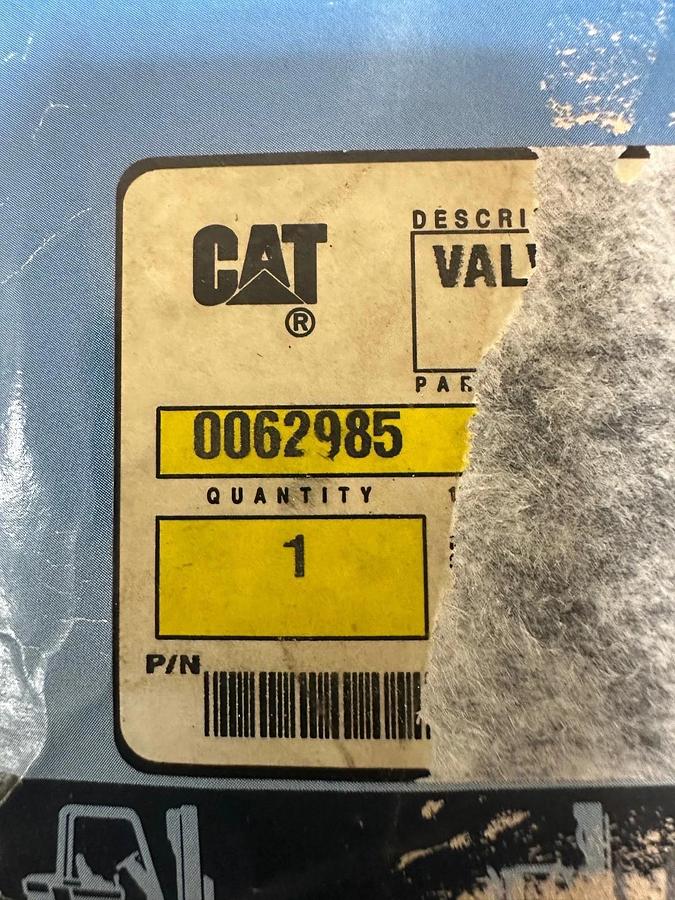 CAT
®
DESCRI
VAL
PAR
0062985
QUANTITY
1
P/N